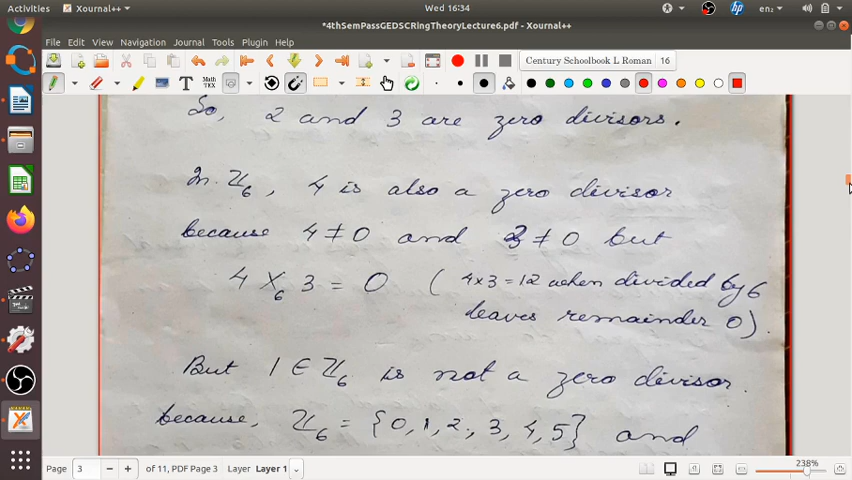 Activities Xournal++ ▾ Wed 16:34 en₂ ▾
*4thSemPassGEDSCRingTheoryLecture6.pdf - Xournal++
File Edit View Navigation Journal Tools Plugin Help
T Math TEX Century Schoolbook L Roman 16
So, 2 and 3 are zero divisors.
In ℤ₆, 4 is also a zero divisor
because 4 ≠ 0 and 3 ≠ 0 but
4 ×₆ 3 = 0 ( 4×3 = 12 when divided by 6
leaves remainder 0).
But 1 ∈ ℤ₆ is not a zero divisor.
because, ℤ₆ = {0, 1, 2, 3, 4, 5} and
Page 3 of 11, PDF Page 3 Layer Layer 1 238%